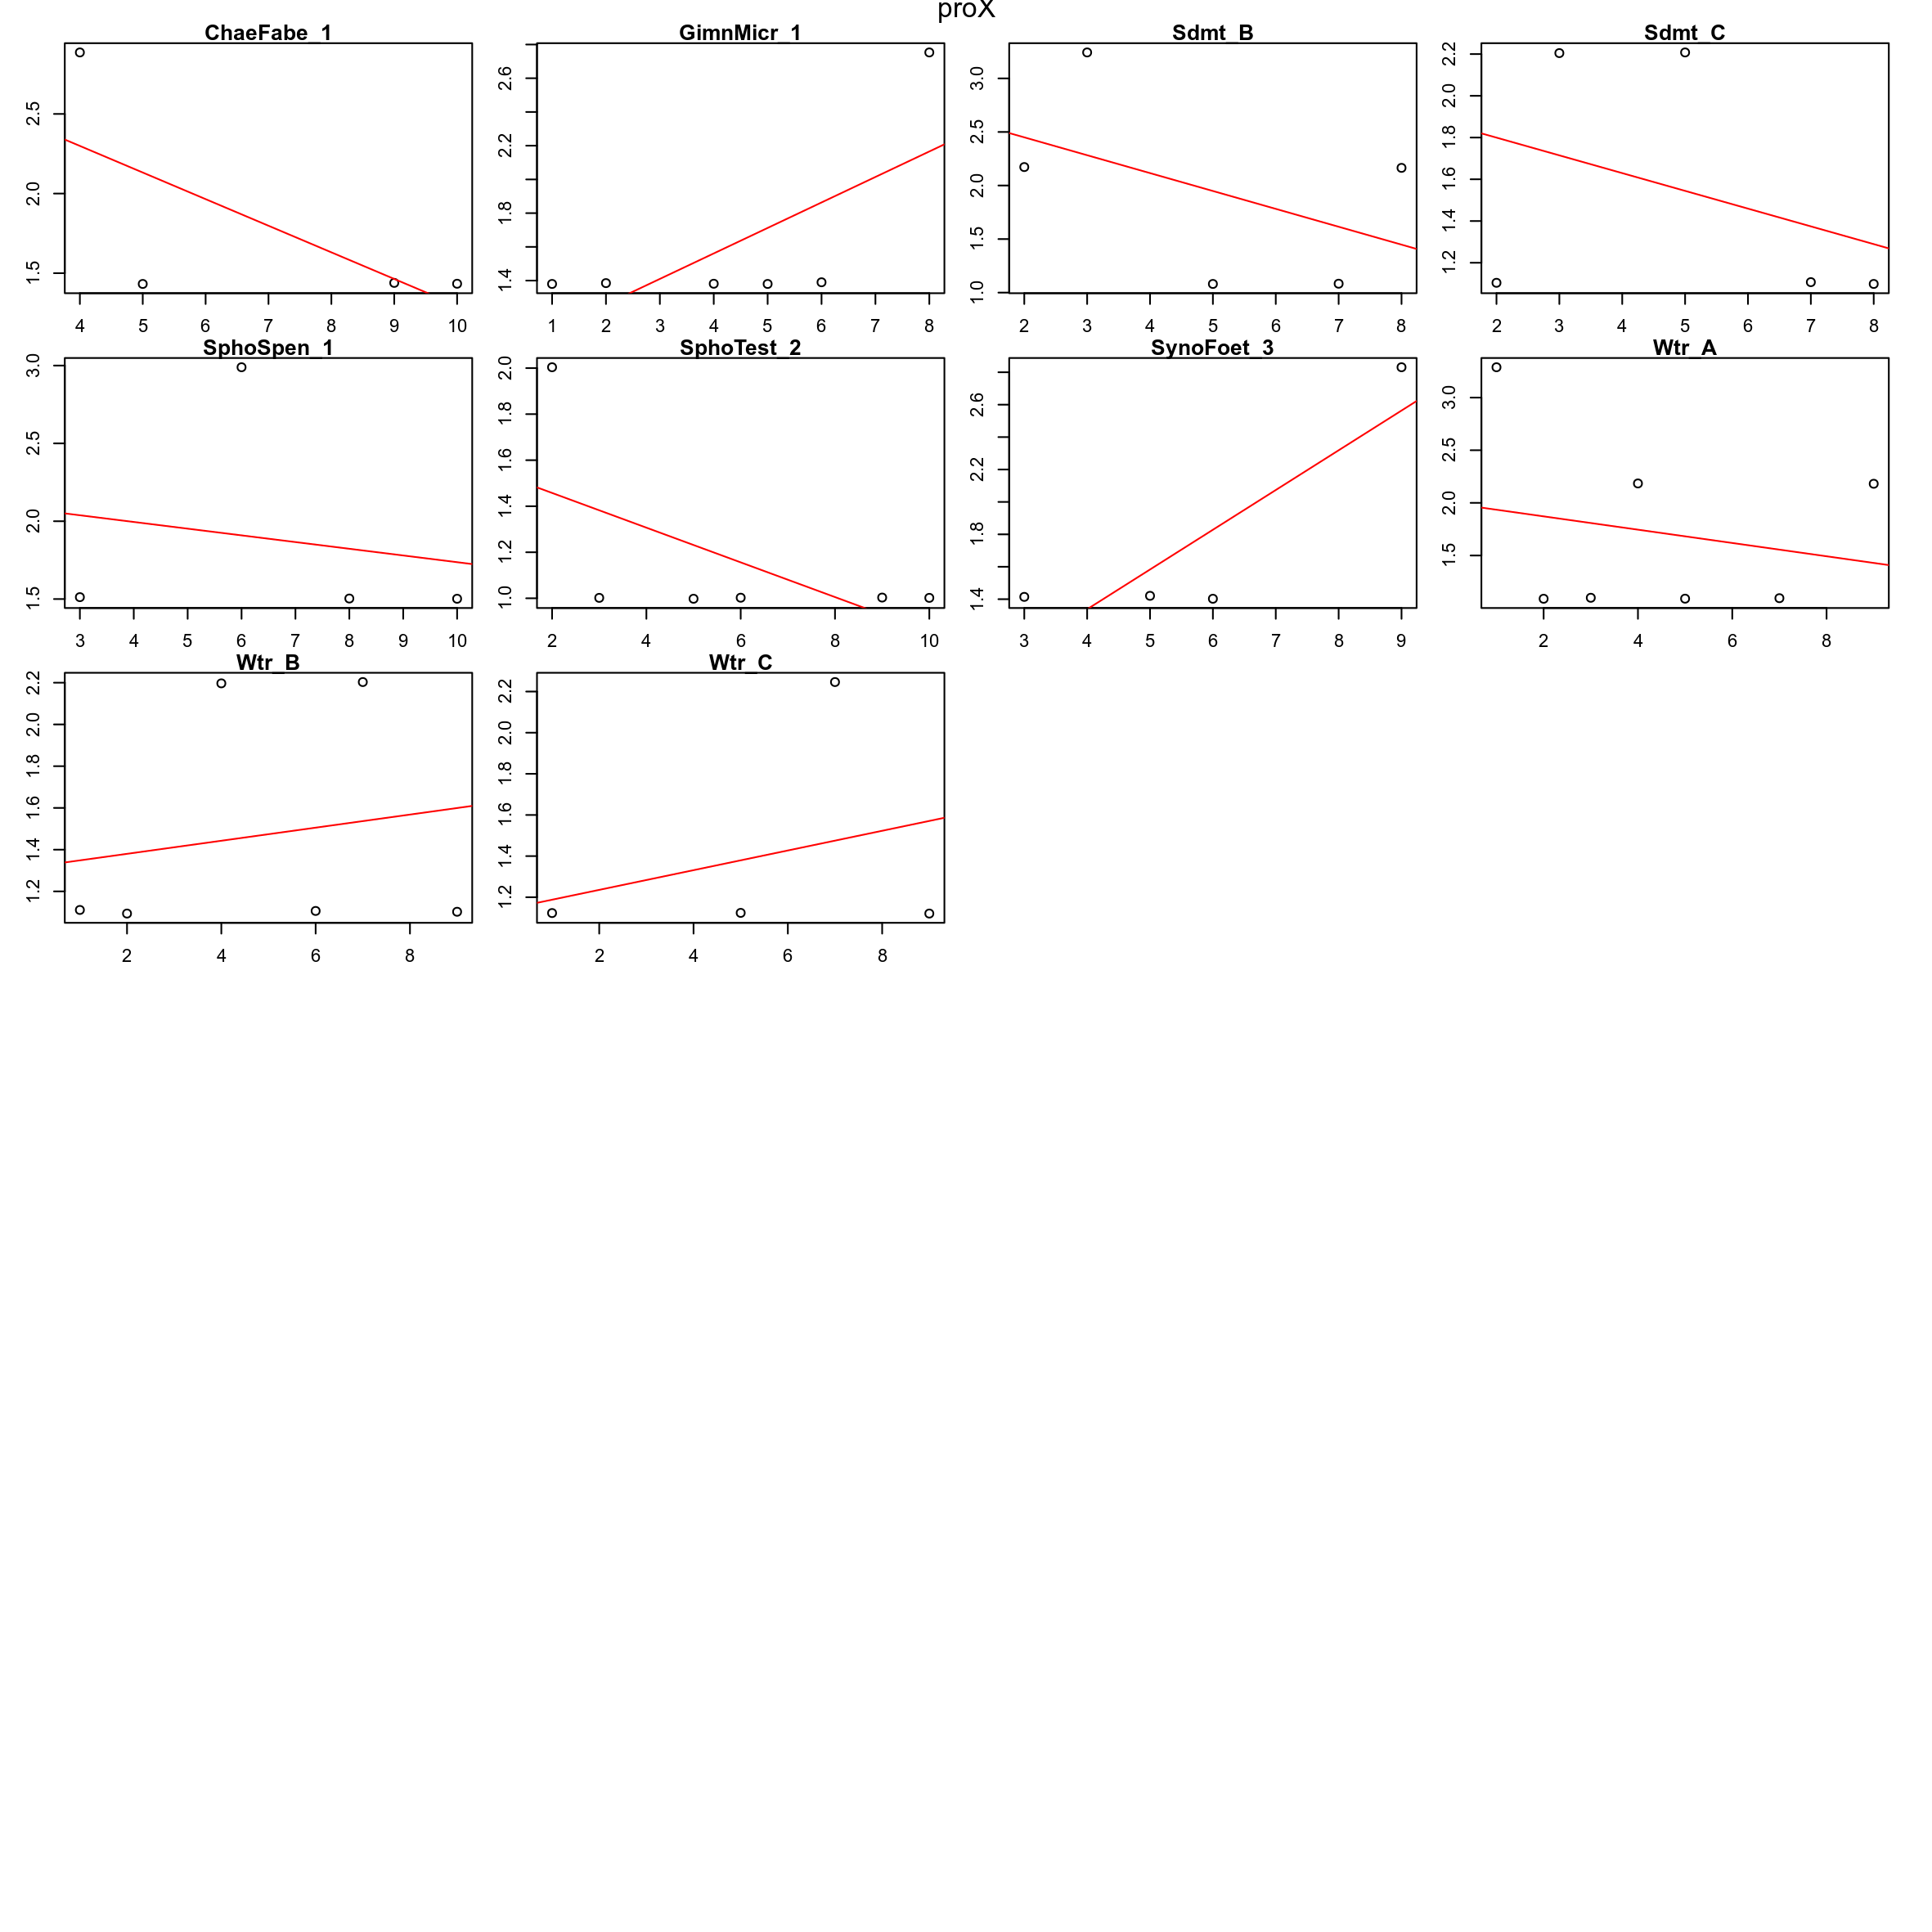 proX
ChaeFabe_1 GimnMicr_1 Sdmt_B Sdmt_C
1.5 2.0 2.5
4 5 6 7 8 9 10
1.4 1.8 2.2 2.6
1 2 3 4 5 6 7 8
1.0 1.5 2.0 2.5 3.0
2 3 4 5 6 7 8
1.2 1.4 1.6 1.8 2.0 2.2
2 3 4 5 6 7 8
SphoSpen_1 SphoTest_2 SynoFoet_3 Wtr_A
1.5 2.0 2.5 3.0
3 4 5 6 7 8 9 10
1.0 1.2 1.4 1.6 1.8 2.0
2 4 6 8 10
1.4 1.8 2.2 2.6
3 4 5 6 7 8 9
1.5 2.0 2.5 3.0
2 4 6 8
Wtr_B Wtr_C
1.2 1.4 1.6 1.8 2.0 2.2
2 4 6 8
1.2 1.4 1.6 1.8 2.0 2.2
2 4 6 8